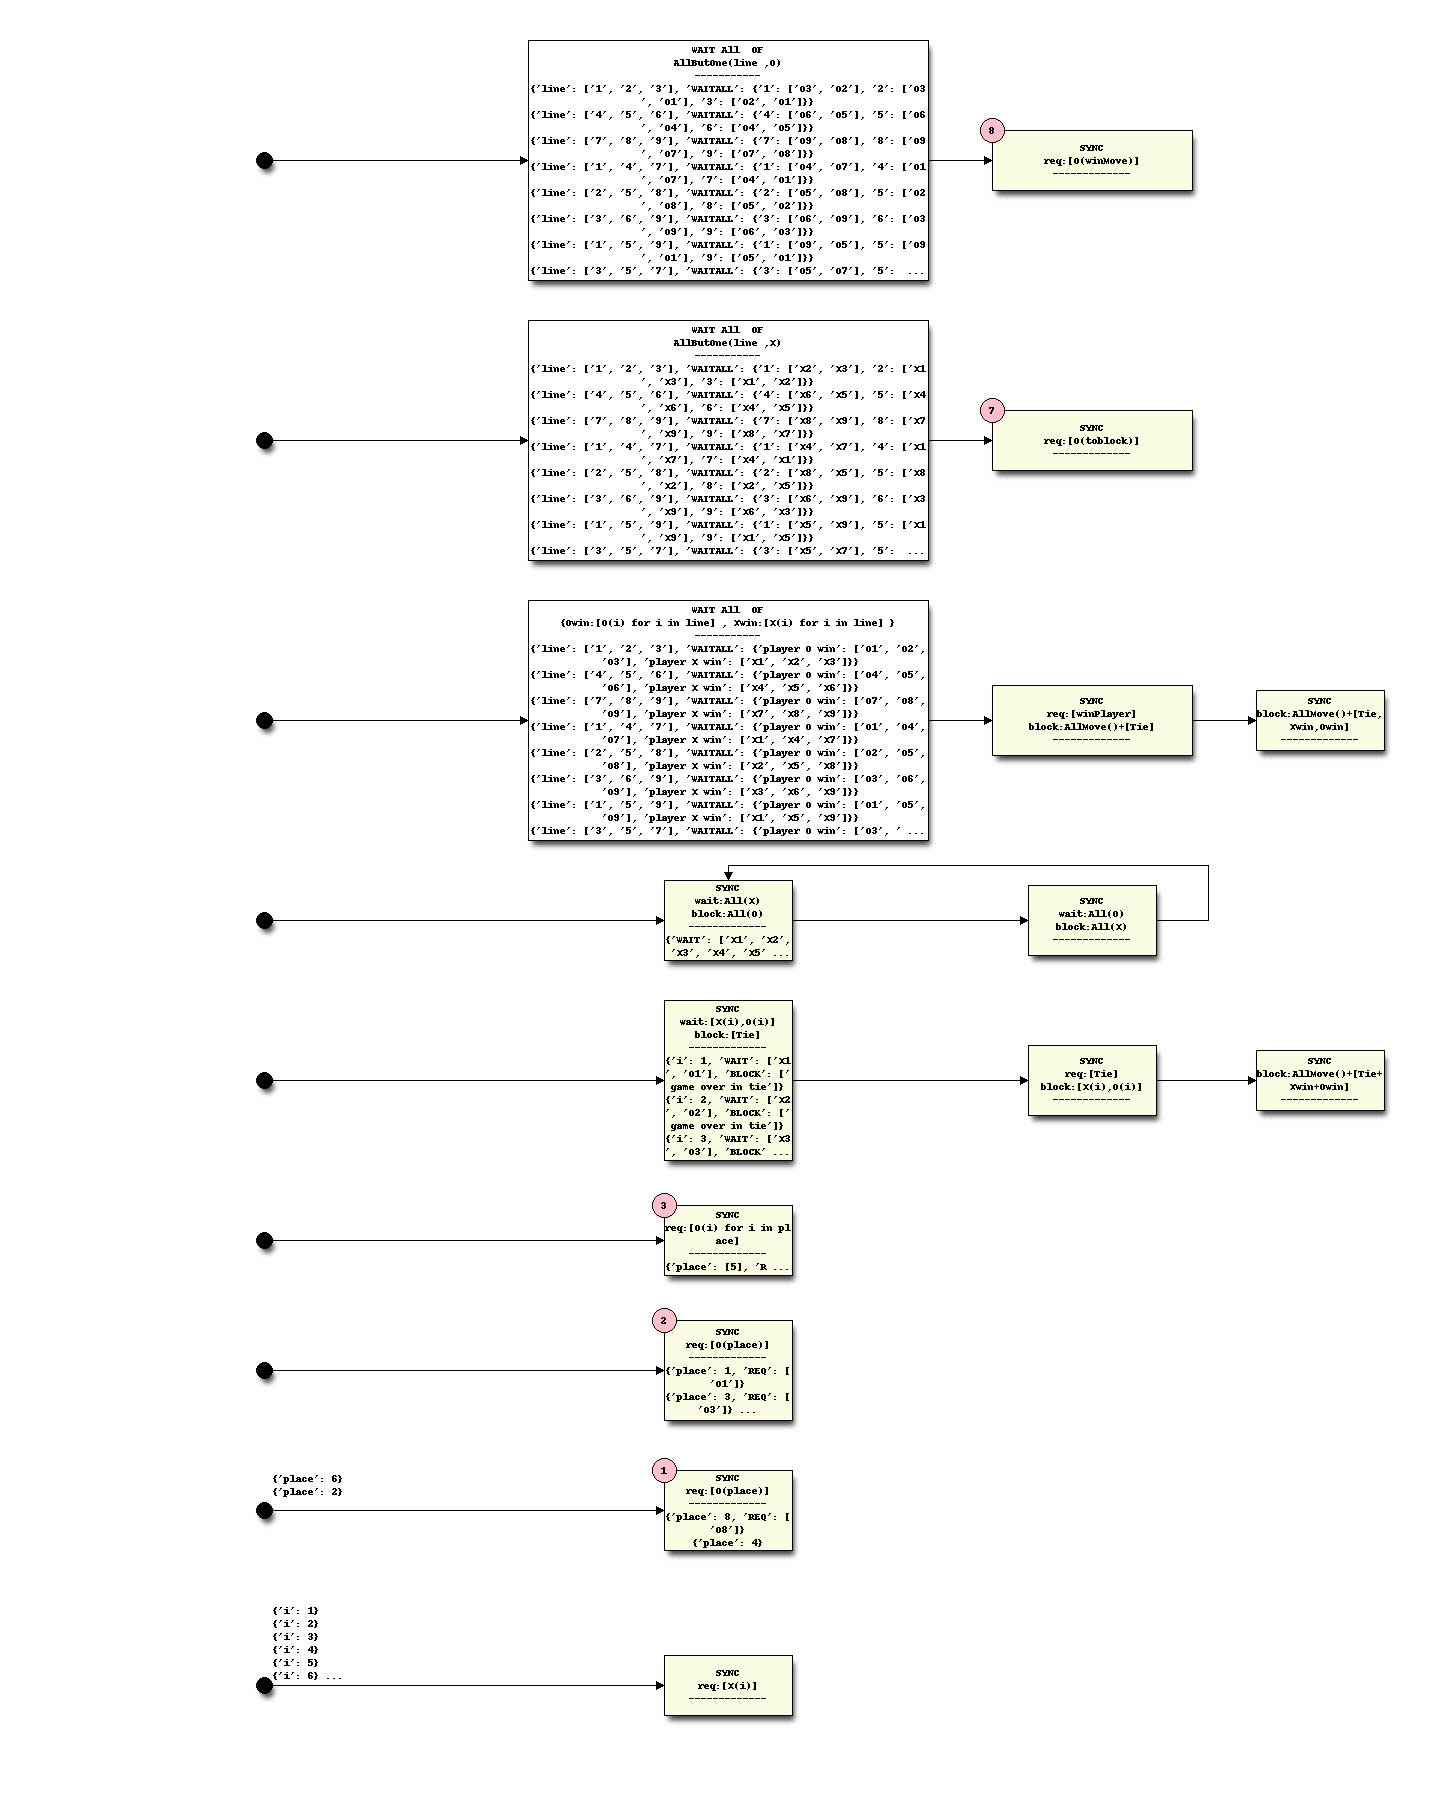 WAIT All  OF
AllButOne(line ,O)
-----------
{'line': ['1', '2', '3'], 'WAITALL': {'1': ['O3', 'O2'], '2': ['O3
', 'O1'], '3': ['O2', 'O1']}}
{'line': ['4', '5', '6'], 'WAITALL': {'4': ['O6', 'O5'], '5': ['O6
', 'O4'], '6': ['O4', 'O5']}}
{'line': ['7', '8', '9'], 'WAITALL': {'7': ['O9', 'O8'], '8': ['O9
', 'O7'], '9': ['O7', 'O8']}}
{'line': ['1', '4', '7'], 'WAITALL': {'1': ['O4', 'O7'], '4': ['O1
', 'O7'], '7': ['O4', 'O1']}}
{'line': ['2', '5', '8'], 'WAITALL': {'2': ['O5', 'O8'], '5': ['O2
', 'O8'], '8': ['O5', 'O2']}}
{'line': ['3', '6', '9'], 'WAITALL': {'3': ['O6', 'O9'], '6': ['O3
', 'O9'], '9': ['O6', 'O3']}}
{'line': ['1', '5', '9'], 'WAITALL': {'1': ['O9', 'O5'], '5': ['O9
', 'O1'], '9': ['O5', 'O1']}}
{'line': ['3', '5', '7'], 'WAITALL': {'3': ['O5', 'O7'], '5':  ...
8
SYNC
req:[O(winMove)]
-------------
WAIT All  OF
AllButOne(line ,X)
-----------
{'line': ['1', '2', '3'], 'WAITALL': {'1': ['X2', 'X3'], '2': ['X1
', 'X3'], '3': ['X1', 'X2']}}
{'line': ['4', '5', '6'], 'WAITALL': {'4': ['X6', 'X5'], '5': ['X4
', 'X6'], '6': ['X4', 'X5']}}
{'line': ['7', '8', '9'], 'WAITALL': {'7': ['X8', 'X9'], '8': ['X7
', 'X9'], '9': ['X8', 'X7']}}
{'line': ['1', '4', '7'], 'WAITALL': {'1': ['X4', 'X7'], '4': ['X1
', 'X7'], '7': ['X4', 'X1']}}
{'line': ['2', '5', '8'], 'WAITALL': {'2': ['X8', 'X5'], '5': ['X8
', 'X2'], '8': ['X2', 'X5']}}
{'line': ['3', '6', '9'], 'WAITALL': {'3': ['X6', 'X9'], '6': ['X3
', 'X9'], '9': ['X6', 'X3']}}
{'line': ['1', '5', '9'], 'WAITALL': {'1': ['X5', 'X9'], '5': ['X1
', 'X9'], '9': ['X1', 'X5']}}
{'line': ['3', '5', '7'], 'WAITALL': {'3': ['X5', 'X7'], '5':  ...
7
SYNC
req:[O(toblock)]
-------------
WAIT All  OF
{Owin:[O(i) for i in line] , Xwin:[X(i) for i in line] }
-----------
{'line': ['1', '2', '3'], 'WAITALL': {'player O win': ['O1', 'O2',
'O3'], 'player X win': ['X1', 'X2', 'X3']}}
{'line': ['4', '5', '6'], 'WAITALL': {'player O win': ['O4', 'O5',
'O6'], 'player X win': ['X4', 'X5', 'X6']}}
{'line': ['7', '8', '9'], 'WAITALL': {'player O win': ['O7', 'O8',
'O9'], 'player X win': ['X7', 'X8', 'X9']}}
{'line': ['1', '4', '7'], 'WAITALL': {'player O win': ['O1', 'O4',
'O7'], 'player X win': ['X1', 'X4', 'X7']}}
{'line': ['2', '5', '8'], 'WAITALL': {'player O win': ['O2', 'O5',
'O8'], 'player X win': ['X2', 'X5', 'X8']}}
{'line': ['3', '6', '9'], 'WAITALL': {'player O win': ['O3', 'O6',
'O9'], 'player X win': ['X3', 'X6', 'X9']}}
{'line': ['1', '5', '9'], 'WAITALL': {'player O win': ['O1', 'O5',
'O9'], 'player X win': ['X1', 'X5', 'X9']}}
{'line': ['3', '5', '7'], 'WAITALL': {'player O win': ['O3', ' ...
SYNC
req:[winPlayer]
block:AllMove()+[Tie]
-------------
SYNC
block:AllMove()+[Tie,
Xwin,Owin]
-------------
SYNC
wait:All(X)
block:All(O)
-------------
{'WAIT': ['X1', 'X2',
'X3', 'X4', 'X5' ...
SYNC
wait:All(O)
block:All(X)
-------------
SYNC
wait:[X(i),O(i)]
block:[Tie]
-------------
{'i': 1, 'WAIT': ['X1
', 'O1'], 'BLOCK': ['
game over in tie']}
{'i': 2, 'WAIT': ['X2
', 'O2'], 'BLOCK': ['
game over in tie']}
{'i': 3, 'WAIT': ['X3
', 'O3'], 'BLOCK' ...
SYNC
req:[Tie]
block:[X(i),O(i)]
-------------
SYNC
block:AllMove()+[Tie+
Xwin+Owin]
-------------
3
SYNC
req:[O(i) for i in pl
ace]
-------------
{'place': [5], 'R ...
2
SYNC
req:[O(place)]
-------------
{'place': 1, 'REQ': [
'O1']}
{'place': 3, 'REQ': [
'O3']} ...
{'place': 6}
{'place': 2}
1
SYNC
req:[O(place)]
-------------
{'place': 8, 'REQ': [
'O8']}
{'place': 4}
{'i': 1}
{'i': 2}
{'i': 3}
{'i': 4}
{'i': 5}
{'i': 6} ...
SYNC
req:[X(i)]
-------------